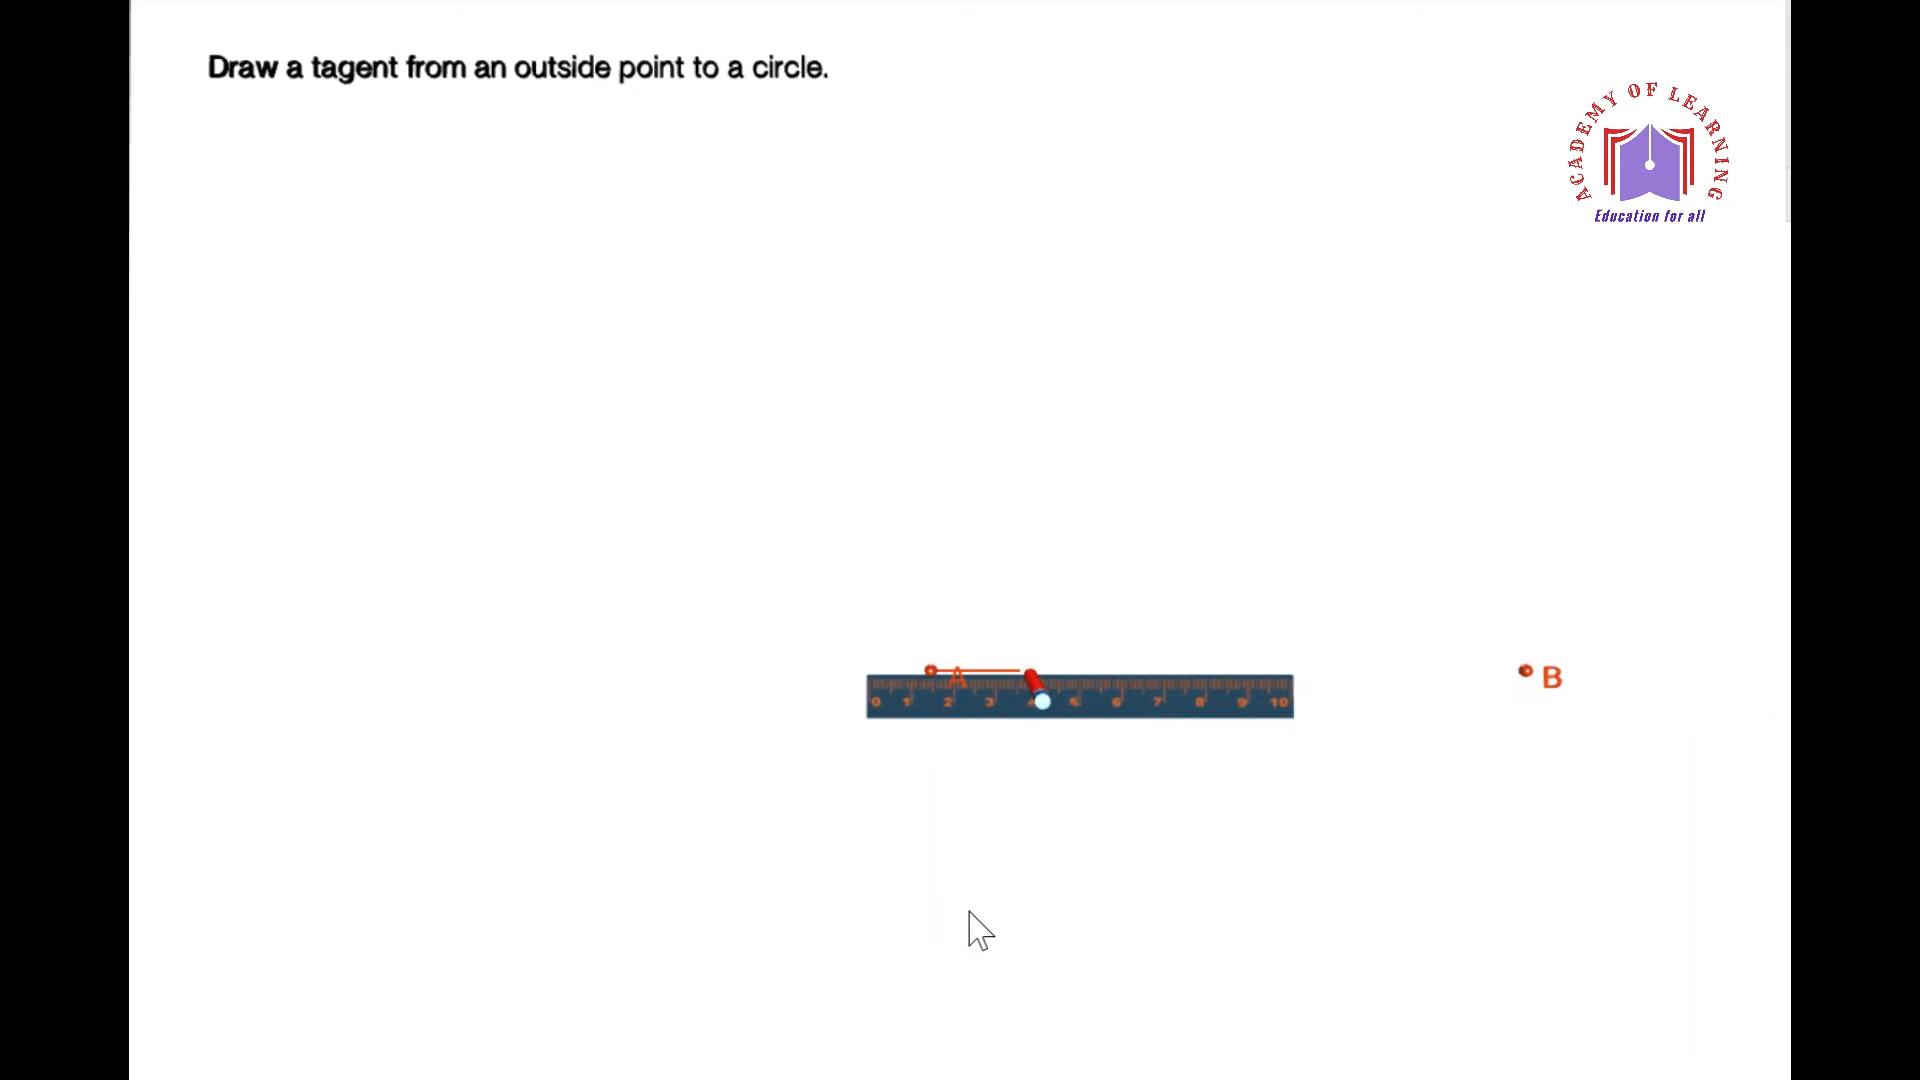 Draw a tagent from an outside point to a circle.
ACADEMY OF LEARNING
Education for all
A
B
0 1 2 3 4 5 6 7 8 9 10